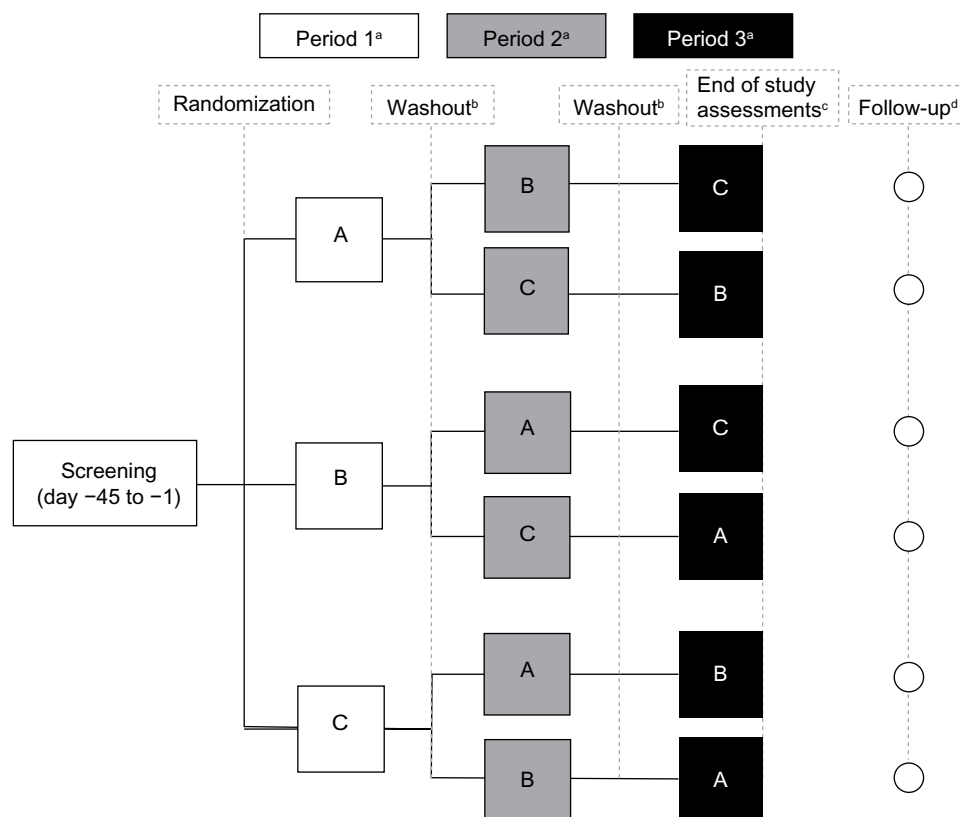 Period 1ᵃ
Period 2ᵃ
Period 3ᵃ
Randomization
Washoutᵇ
Washoutᵇ
End of study
assessmentsᶜ
Follow-upᵈ
B
C
A
C
B
Screening
(day −45 to −1)
A
C
B
C
A
A
B
C
B
A